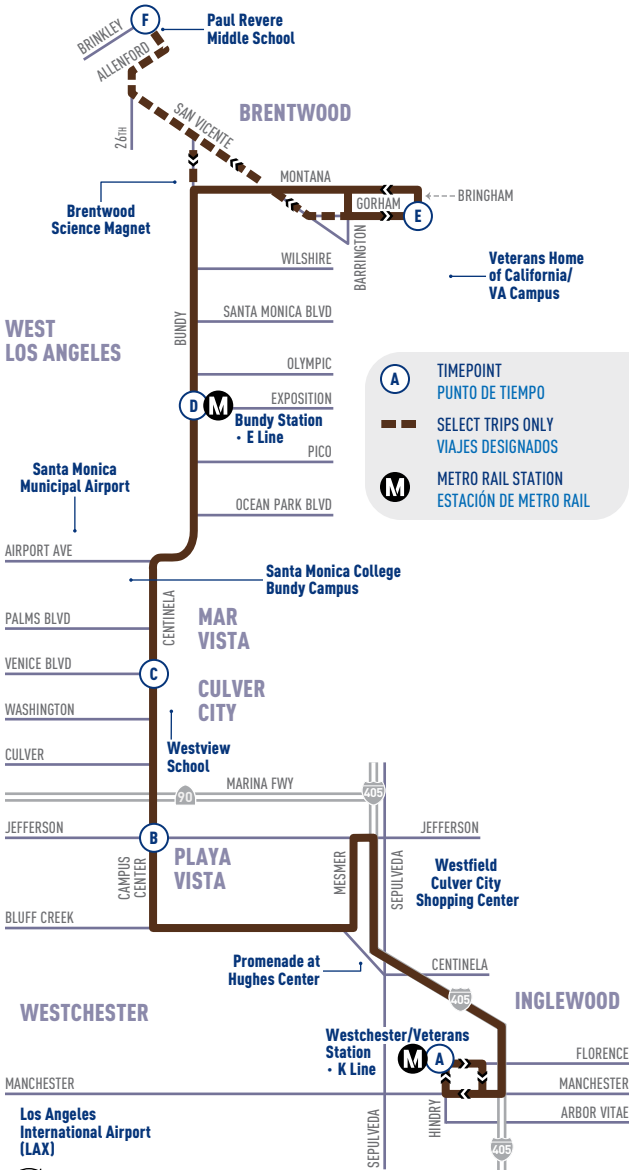 F
Paul Revere
Middle School
BRINKLEY
ALLENFORD
SAN VICENTE
BRENTWOOD
26TH
MONTANA
GORHAM
BRINGHAM
E
Brentwood
Science Magnet
BARRINGTON
WILSHIRE
Veterans Home
of California/
VA Campus
BUNDY
SANTA MONICA BLVD
WEST
LOS ANGELES
OLYMPIC
EXPOSITION
D
M
Bundy Station
• E Line
PICO
OCEAN PARK BLVD
A
TIMEPOINT
PUNTO DE TIEMPO
SELECT TRIPS ONLY
VIAJES DESIGNADOS
M
METRO RAIL STATION
ESTACIÓN DE METRO RAIL
Santa Monica
Municipal Airport
AIRPORT AVE
Santa Monica College
Bundy Campus
CENTINELA
PALMS BLVD
MAR
VISTA
VENICE BLVD
C
CULVER
CITY
WASHINGTON
CULVER
Westview
School
MARINA FWY
90
405
JEFFERSON
B
JEFFERSON
CAMPUS
CENTER
PLAYA
VISTA
MESMER
SEPULVEDA
Westfield
Culver City
Shopping Center
BLUFF CREEK
Promenade at
Hughes Center
CENTINELA
405
WESTCHESTER
INGLEWOOD
Westchester/Veterans
Station
• K Line
M
A
FLORENCE
MANCHESTER
MANCHESTER
HINDRY
ARBOR VITAE
SEPULVEDA
405
Los Angeles
International Airport
(LAX)